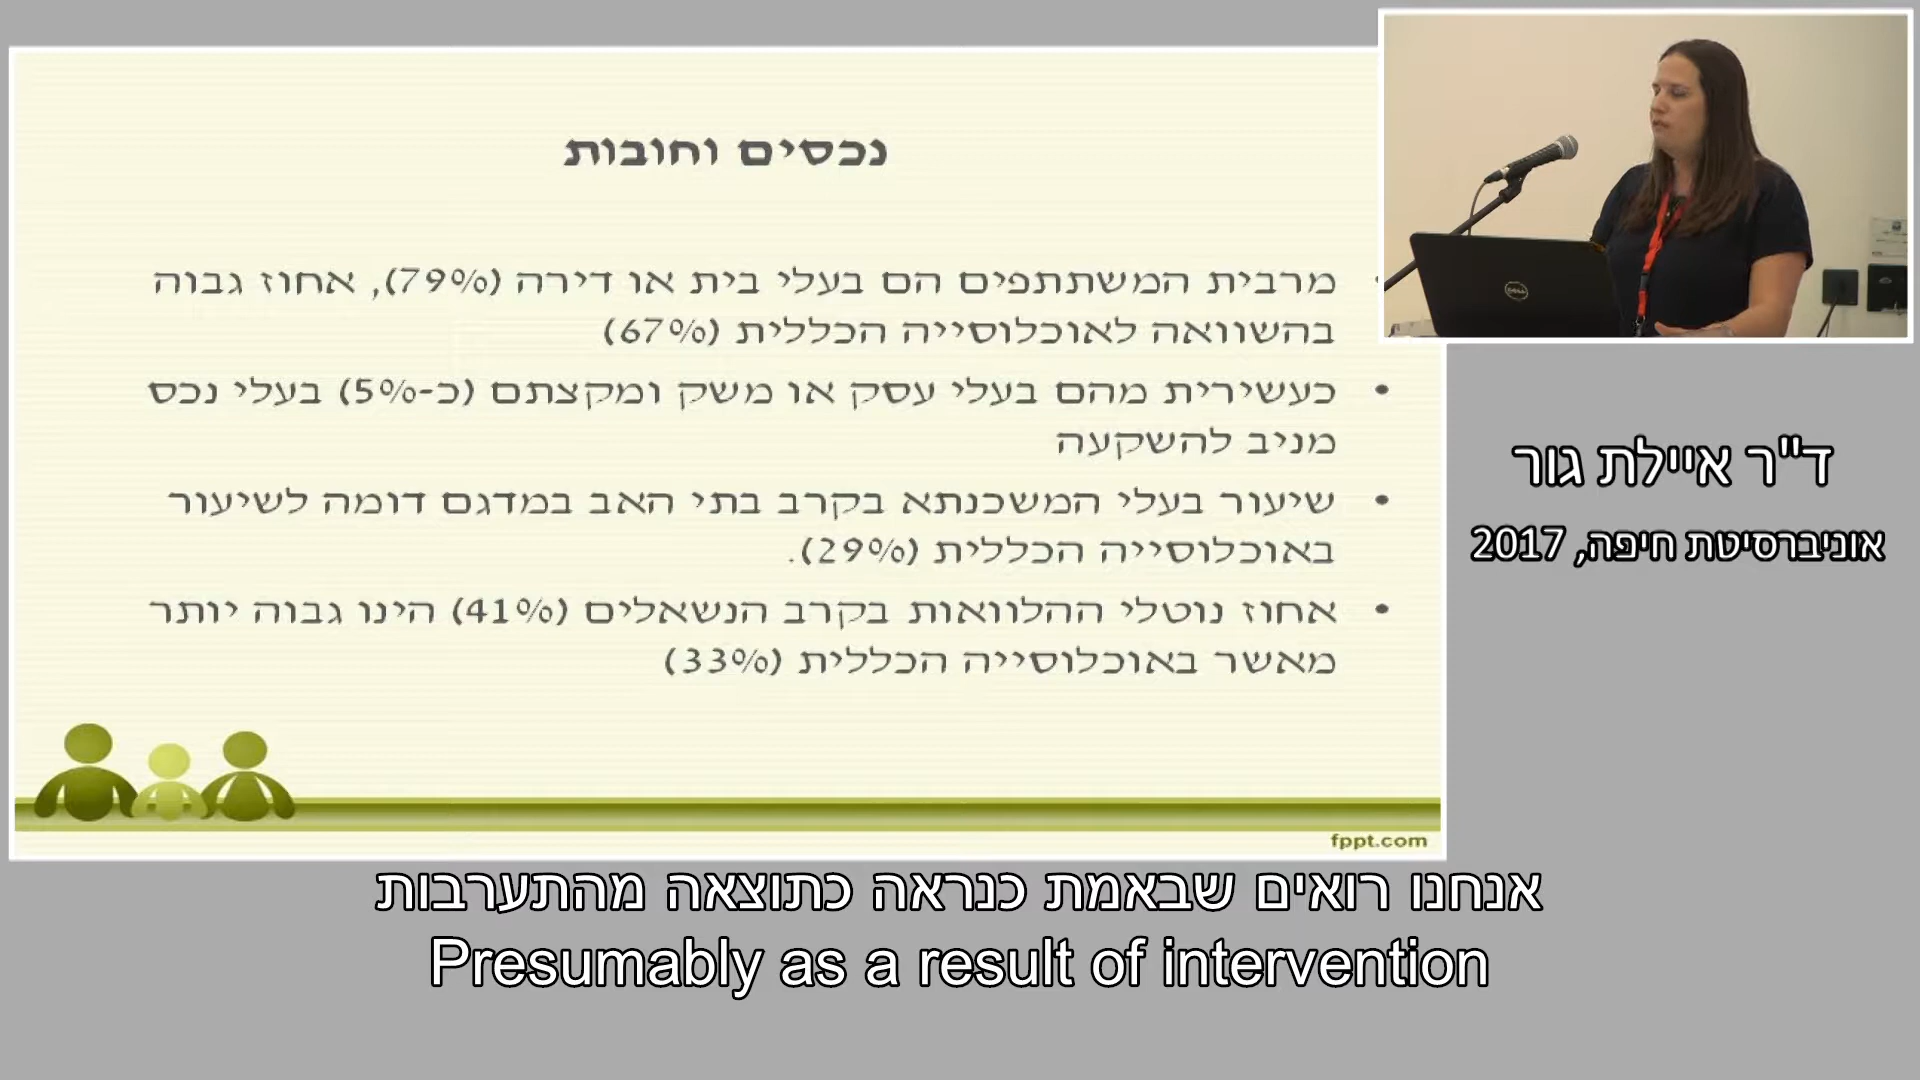 נכסים וחובות
מרבית המשתתפים הם בעלי בית או דירה (79%), אחוז גבוה
בהשוואה לאוכלוסייה הכללית (67%)
• כעשירית מהם בעלי עסק או משק ומקצתם (כ-5%) בעלי נכס
מניב להשקעה
• שיעור בעלי המשכנתא בקרב בתי האב במדגם דומה לשיעור
באוכלוסייה הכללית (29%).
• אחוז נוטלי ההלוואות בקרב הנשאלים (41%) הינו גבוה יותר
מאשר באוכלוסייה הכללית (33%)
fppt.com
DELL
ד"ר איילת גור
אוניברסיטת חיפה, 2017
אנחנו רואים שבאמת כנראה כתוצאה מהתערבות
Presumably as a result of intervention